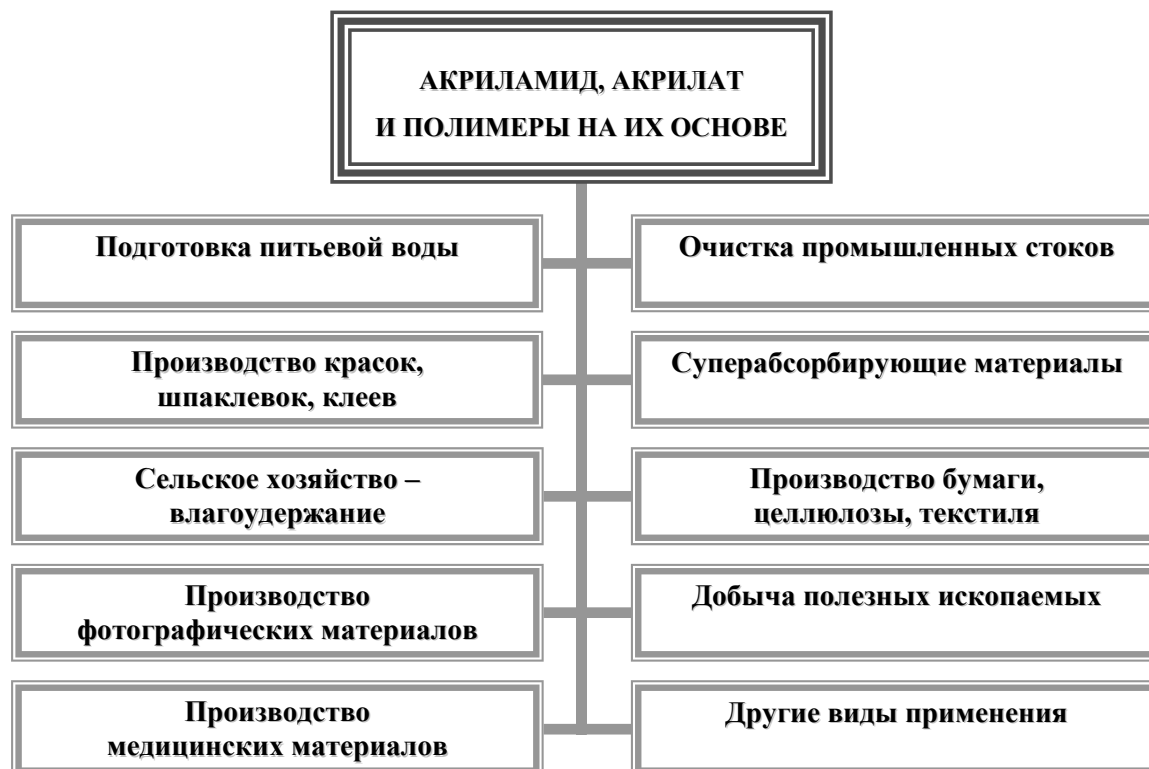 АКРИЛАМИД, АКРИЛАТ
И ПОЛИМЕРЫ НА ИХ ОСНОВЕ
Подготовка питьевой воды
Очистка промышленных стоков
Производство красок,
шпаклевок, клеев
Суперабсорбирующие материалы
Сельское хозяйство –
влагоудержание
Производство бумаги,
целлюлозы, текстиля
Производство
фотографических материалов
Добыча полезных ископаемых
Производство
медицинских материалов
Другие виды применения